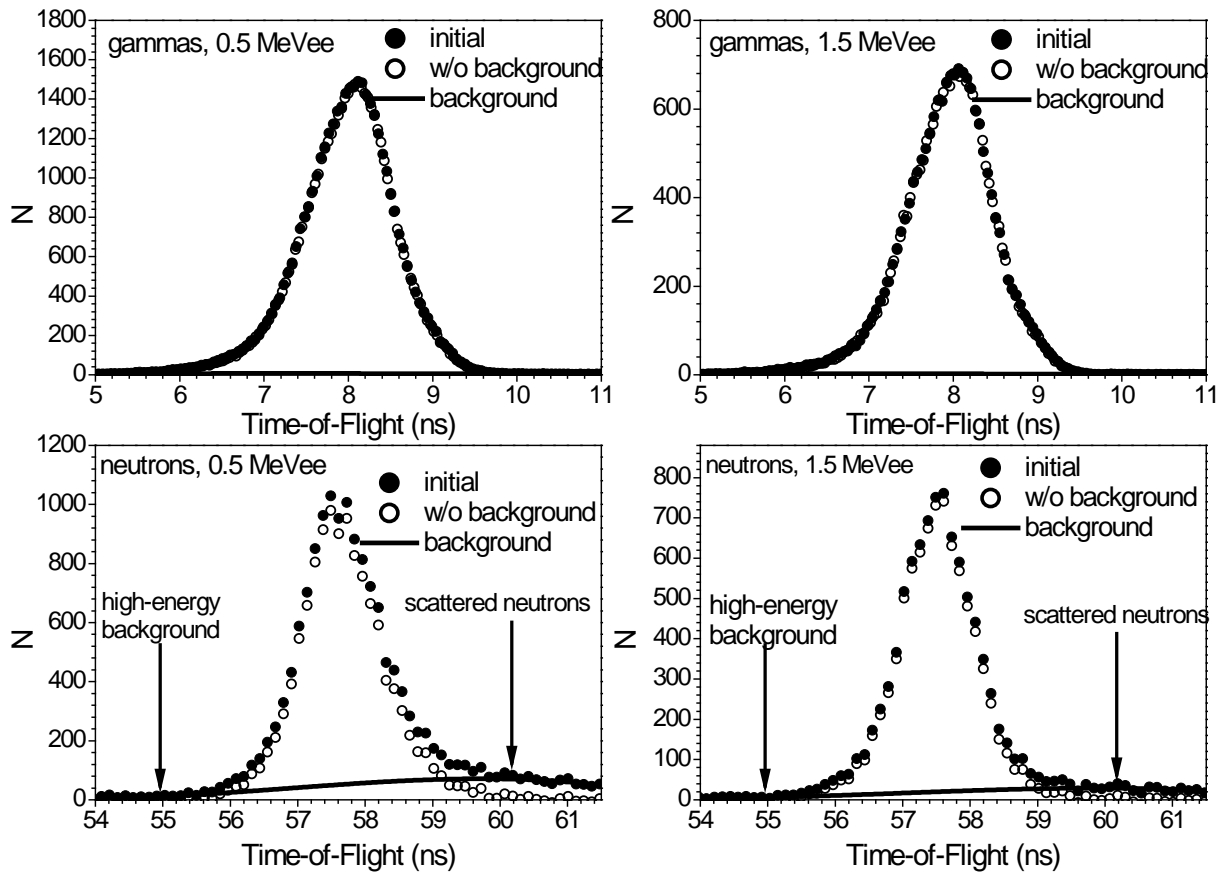 gammas, 0.5 MeVee
initial
w/o background
background
1800
1600
1400
1200
1000
800
600
400
200
0
N
5 6 7 8 9 10 11
Time-of-Flight (ns)
gammas, 1.5 MeVee
initial
w/o background
background
800
600
400
200
0
N
5 6 7 8 9 10 11
Time-of-Flight (ns)
neutrons, 0.5 MeVee
initial
w/o background
background
high-energy
background
scattered neutrons
1200
1000
800
600
400
200
0
N
54 55 56 57 58 59 60 61
Time-of-Flight (ns)
neutrons, 1.5 MeVee
initial
w/o background
background
high-energy
background
scattered neutrons
800
700
600
500
400
300
200
100
0
N
54 55 56 57 58 59 60 61
Time-of-Flight (ns)